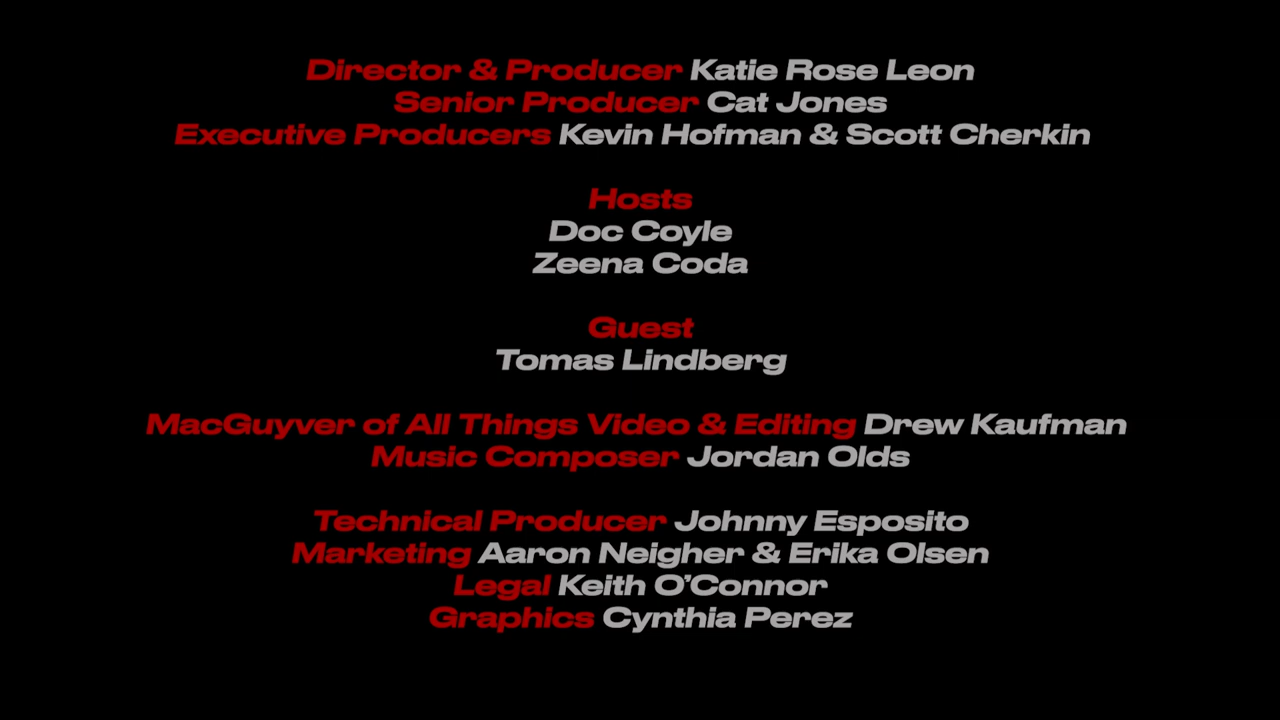 Director & Producer Katie Rose Leon
Senior Producer Cat Jones
Executive Producers Kevin Hofman & Scott Cherkin
Hosts
Doc Coyle
Zeena Coda
Guest
Tomas Lindberg
MacGuyver of All Things Video & Editing Drew Kaufman
Music Composer Jordan Olds
Technical Producer Johnny Esposito
Marketing Aaron Neigher & Erika Olsen
Legal Keith O'Connor
Graphics Cynthia Perez